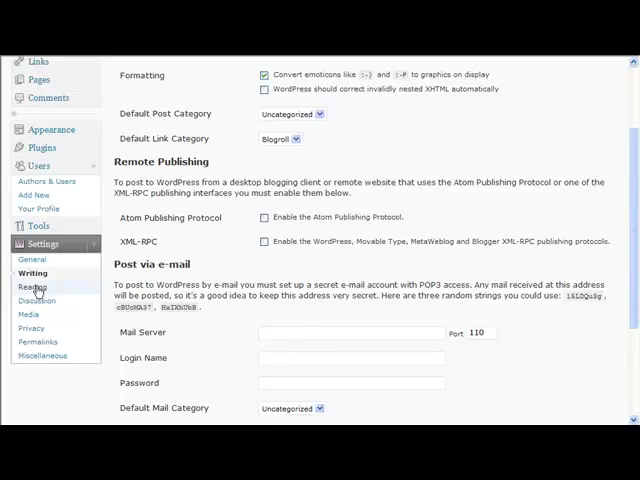 Links
Pages
Comments
Appearance
Plugins
Users
Authors & Users
Add New
Your Profile
Tools
Settings
General
Writing
Reading
Discussion
Media
Privacy
Permalinks
Miscellaneous
Formatting
Convert emoticons like :-) and :-P to graphics on display
WordPress should correct invalidly nested XHTML automatically
Default Post Category
Uncategorized
Default Link Category
Blogroll
Remote Publishing
To post to WordPress from a desktop blogging client or remote website that uses the Atom Publishing Protocol or one of the
XML-RPC publishing interfaces you must enable them below.
Atom Publishing Protocol
Enable the Atom Publishing Protocol.
XML-RPC
Enable the WordPress, Movable Type, MetaWeblog and Blogger XML-RPC publishing protocols.
Post via e-mail
To post to WordPress by e-mail you must set up a secret e-mail account with POP3 access. Any mail received at this address
will be posted, so it's a good idea to keep this address very secret. Here are three random strings you could use: ,
, .
Mail Server
Port 110
Login Name
Password
Default Mail Category
Uncategorized